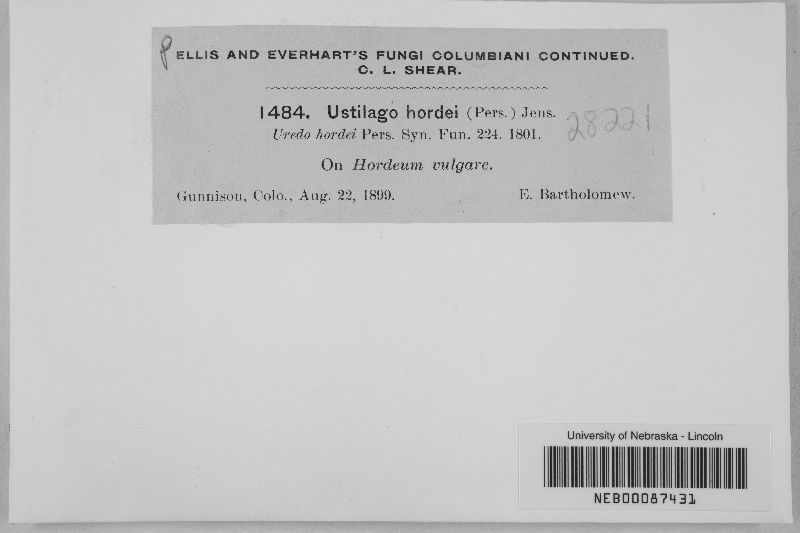 ELLIS AND EVERHART'S FUNGI COLUMBIANI CONTINUED.
C. L. SHEAR.
1484. Ustilago hordei (Pers.) Jens.
28221
Uredo hordei Pers. Syn. Fun. 224. 1801.
On Hordeum vulgare.
Gunnison, Colo., Aug. 22, 1899. E. Bartholomew.
University of Nebraska - Lincoln
NEB00087431